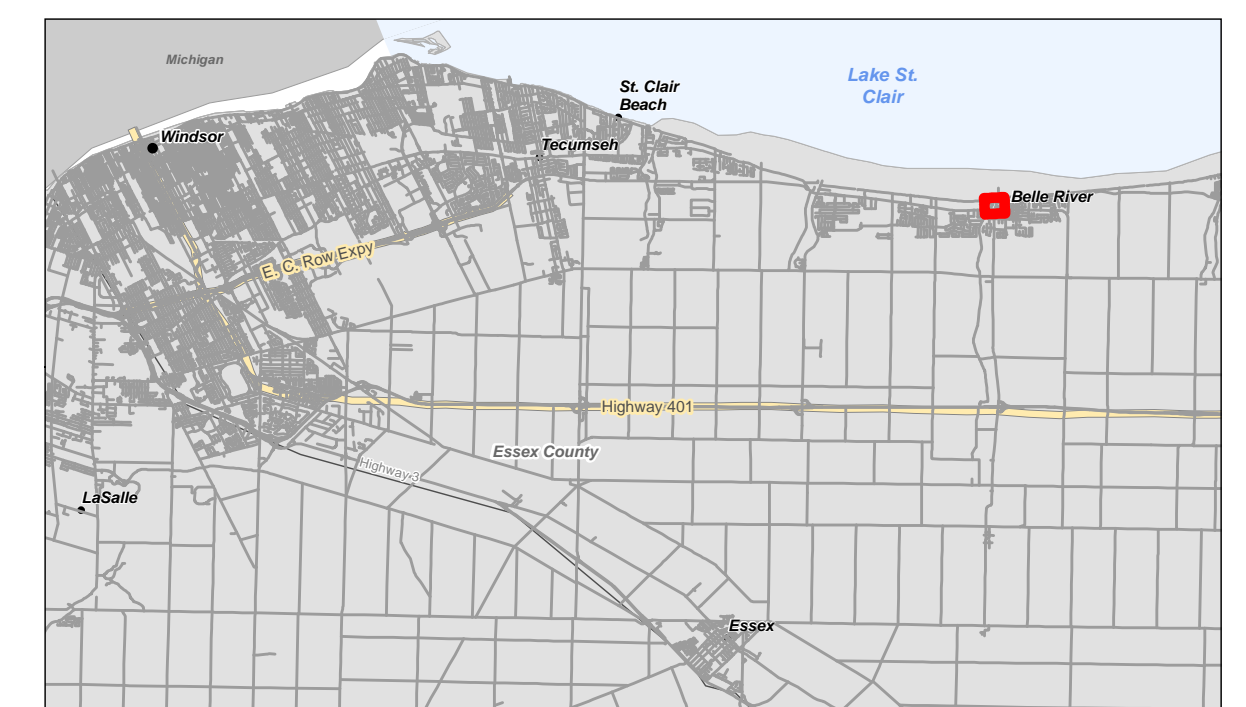 Michigan
Lake St.
Clair
St. Clair
Beach
Windsor
Tecumseh
Belle River
E. C. Row Expy
Highway 401
Essex County
Highway 3
LaSalle
Essex